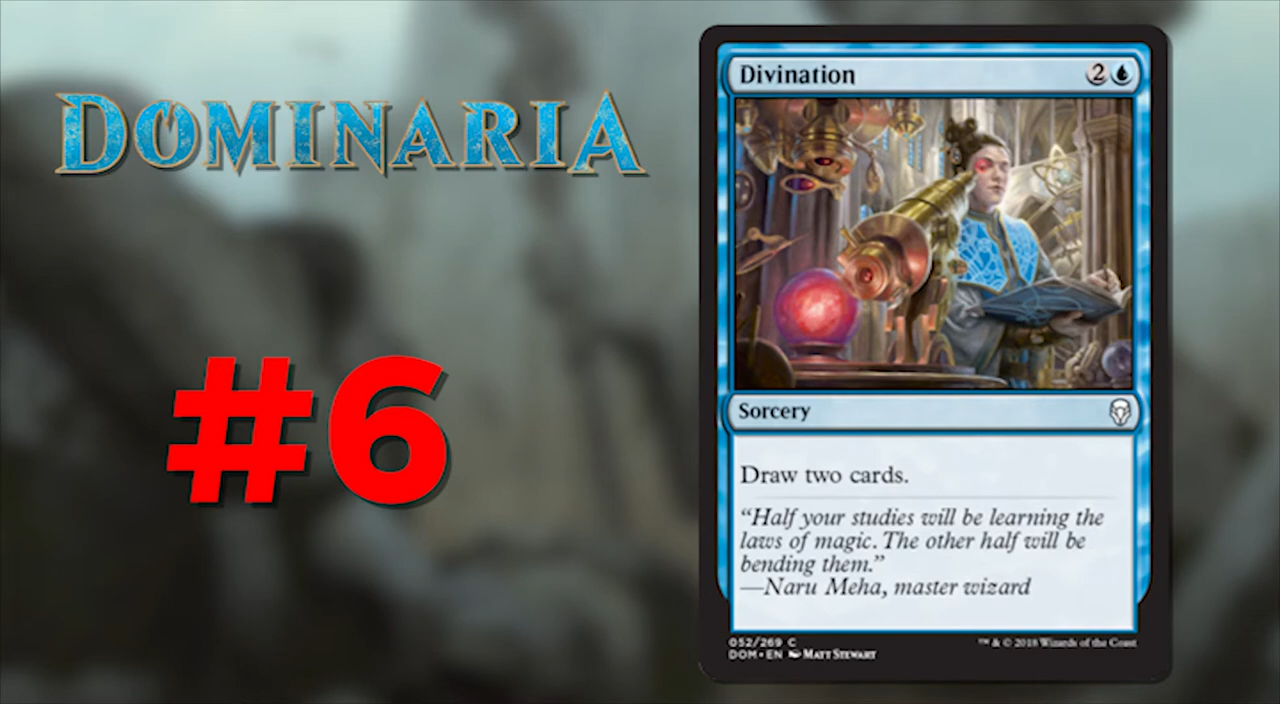 DOMINARIA
#6
Divination
2
Sorcery
Draw two cards.
“Half your studies will be learning the
laws of magic. The other half will be
bending them.”
—Naru Meha, master wizard
052/269 C
™ & © 2018 Wizards of the Coast
DOM • EN MATT STEWART